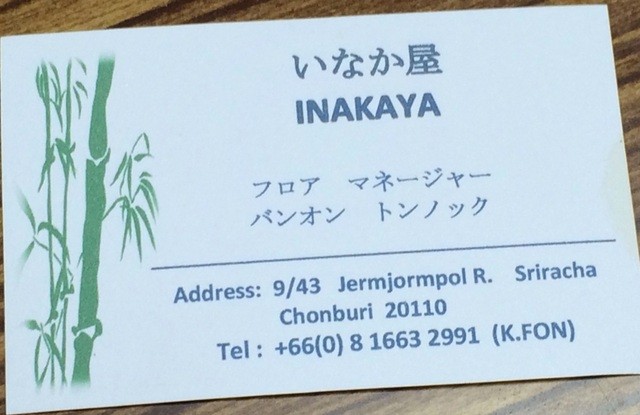 いなか屋
INAKAYA
フロア　マネージャー
バンオン　トンノック
Address: 9/43 Jermjormpol R. Sriracha
Chonburi 20110
Tel : +66(0) 8 1663 2991 (K.FON)